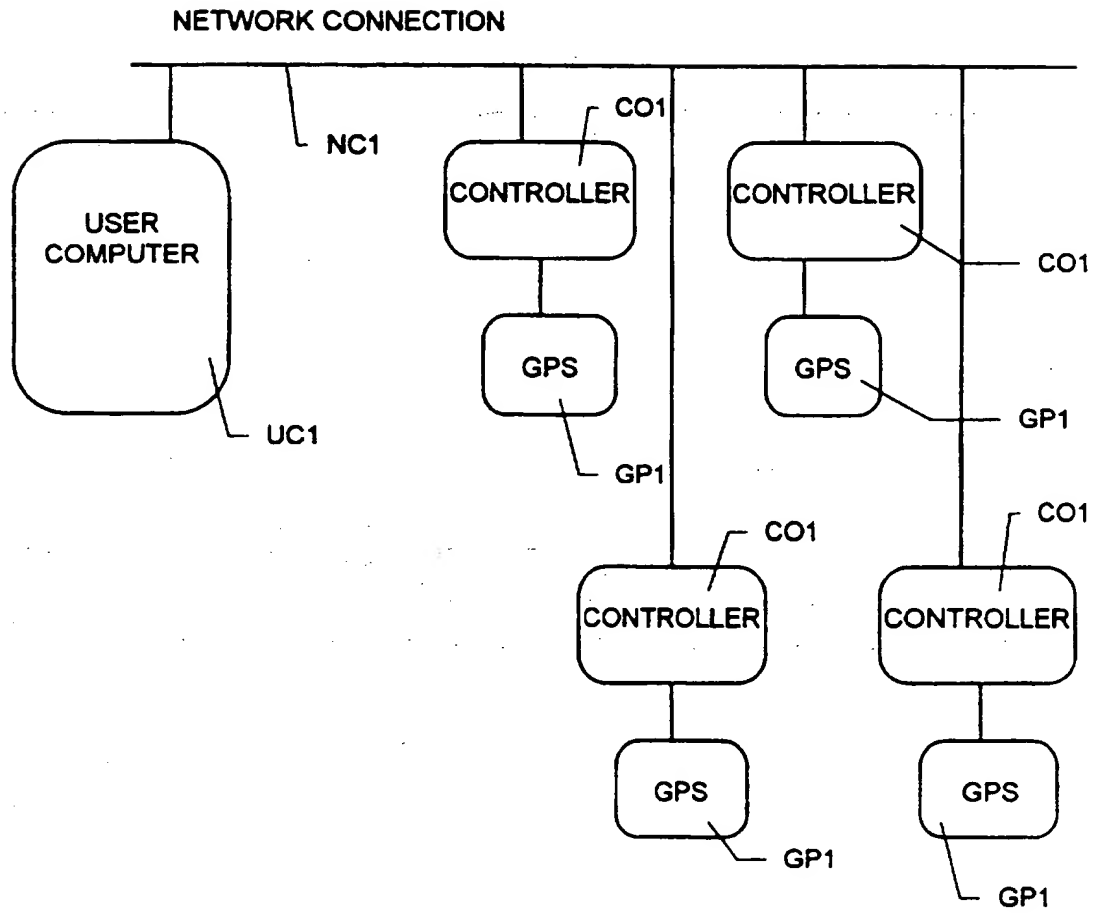 NETWORK CONNECTION
NC1
CO1
USER
COMPUTER
CONTROLLER
CONTROLLER
CO1
GPS
GPS
UC1
GP1
GP1
CO1
CO1
CONTROLLER
CONTROLLER
GPS
GPS
GP1
GP1